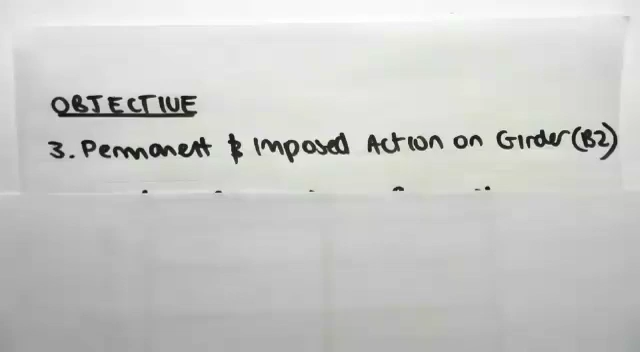 OBJECTIVE
3. Permanent & Imposed Action on Girder (B2)